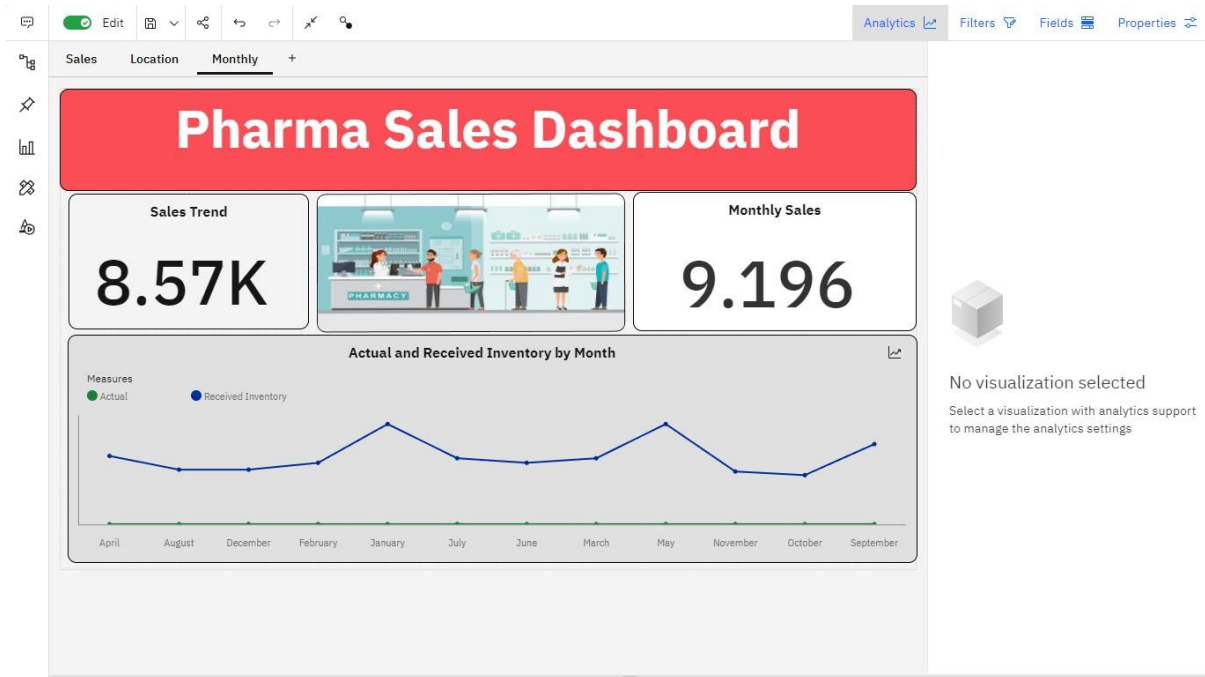 Edit
Analytics Filters Fields Properties
Sales Location Monthly +
Pharma Sales Dashboard
Sales Trend
8.57K
PHARMACY
Monthly Sales
9.196
Actual and Received Inventory by Month
Measures
Actual Received Inventory
April August December February January July June March May November October September
No visualization selected
Select a visualization with analytics support
to manage the analytics settings